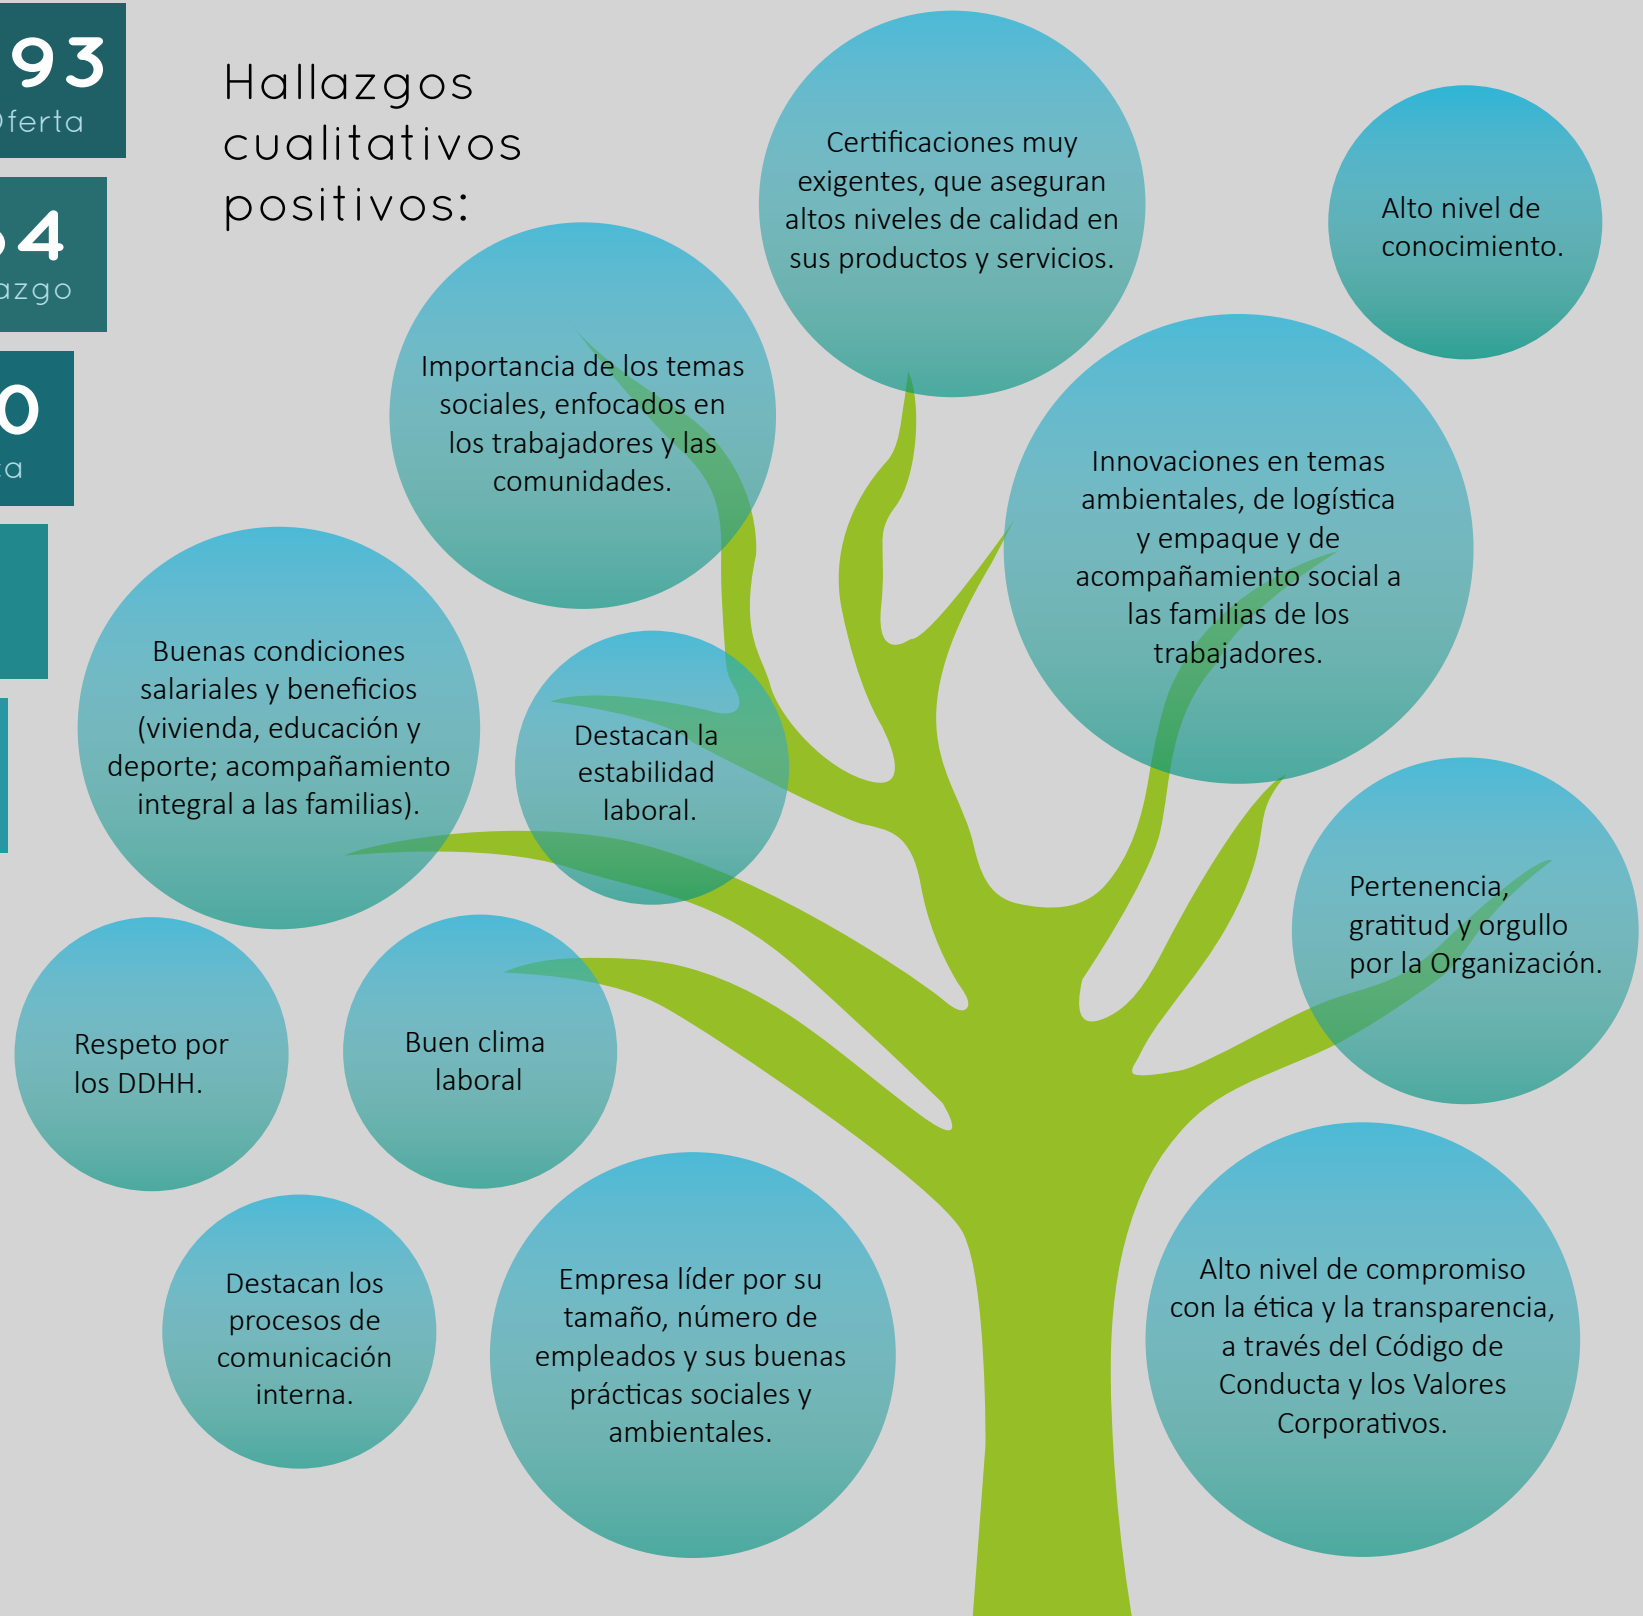 93
Hallazgos
cualitativos
positivos:
Certificaciones muy
exigentes, que aseguran
altos niveles de calidad en
sus productos y servicios.
Alto nivel de
conocimiento.
Importancia de los temas
sociales, enfocados en
los trabajadores y las
comunidades.
Innovaciones en temas
ambientales, de logística
y empaque y de
acompañamiento social a
las familias de los
trabajadores.
Buenas condiciones
salariales y beneficios
(vivienda, educación y
deporte; acompañamiento
integral a las familias).
Destacan la
estabilidad
laboral.
Pertenencia,
gratitud y orgullo
por la Organización.
Respeto por
los DDHH.
Buen clima
laboral
Destacan los
procesos de
comunicación
interna.
Empresa líder por su
tamaño, número de
empleados y sus buenas
prácticas sociales y
ambientales.
Alto nivel de compromiso
con la ética y la transparencia,
a través del Código de
Conducta y los Valores
Corporativos.